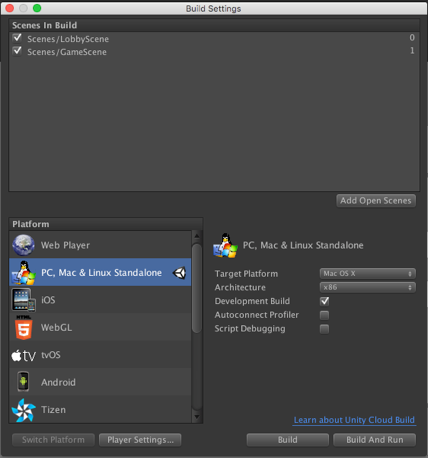 Build Settings
Scenes In Build
Scenes/LobbyScene 0
Scenes/GameScene 1
Add Open Scenes
Platform
Web Player
PC, Mac & Linux Standalone
iOS
WebGL
tvOS
Android
Tizen
PC, Mac & Linux Standalone
Target Platform Mac OS X
Architecture x86
Development Build
Autoconnect Profiler
Script Debugging
Learn about Unity Cloud Build
Switch Platform Player Settings... Build Build And Run